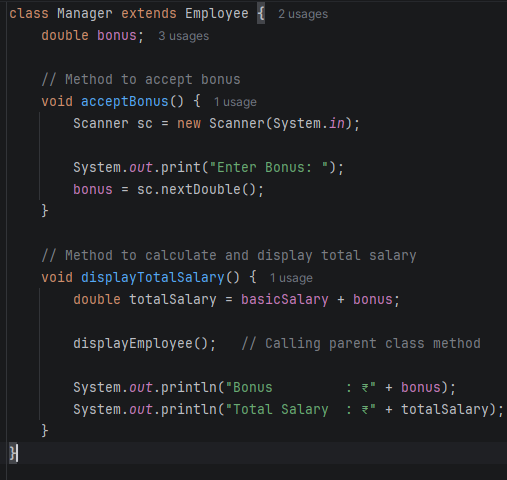 class Manager extends Employee { 2 usages
    double bonus; 3 usages

    // Method to accept bonus
    void acceptBonus() { 1 usage
        Scanner sc = new Scanner(System.in);

        System.out.print("Enter Bonus: ");
        bonus = sc.nextDouble();
    }

    // Method to calculate and display total salary
    void displayTotalSalary() { 1 usage
        double totalSalary = basicSalary + bonus;

        displayEmployee();   // Calling parent class method

        System.out.println("Bonus         : ₹" + bonus);
        System.out.println("Total Salary  : ₹" + totalSalary);
    }
}